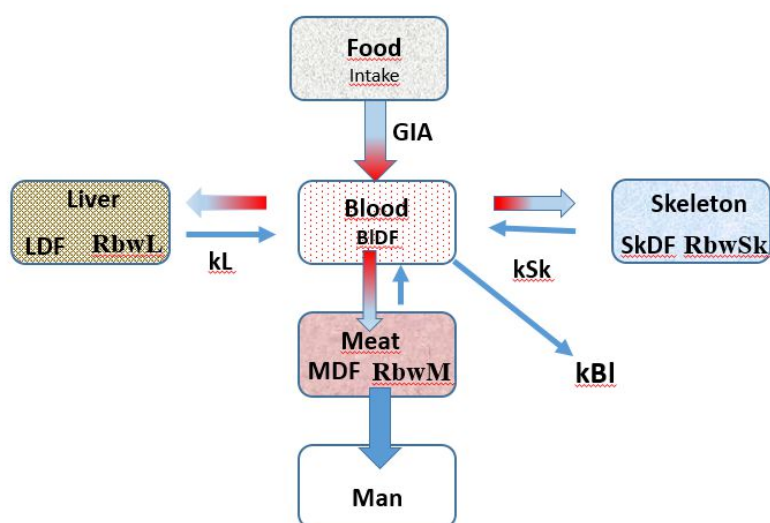 Food
Intake
GIA
Liver
LDF RbwL
kL
Blood
BlDF
Skeleton
SkDF RbwSk
kSk
Meat
MDF RbwM
kBl
Man